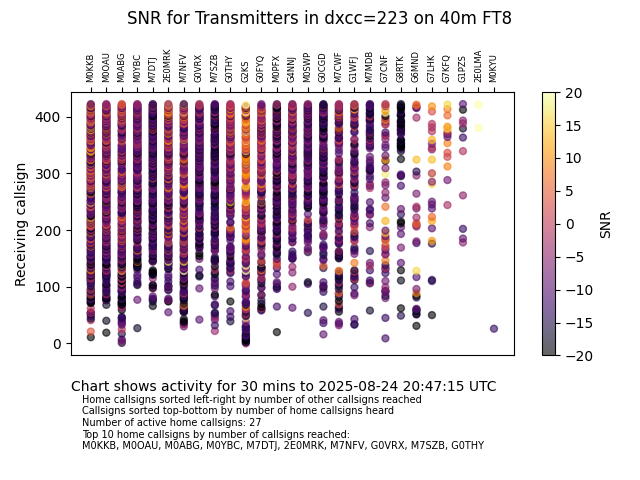 SNR for Transmitters in dxcc=223 on 40m FT8
M0KKB M0OAU M0ABG M0YBC M7DTJ 2E0MRK M7NFV G0VRX M7SZB G0THY G2KS G0FYQ M0PFX G4NNJ M0SWP G0CGD M7CWF G1WFJ M7MDB G7CNF G8RTK G6MND G7LHK G7KFQ G1PZS 2E0LMA M0KYU
Receiving callsign
400
300
200
100
0
20
15
10
5
0
−5
−10
−15
−20
SNR
Chart shows activity for 30 mins to 2025-08-24 20:47:15 UTC
Home callsigns sorted left-right by number of other callsigns reached
Callsigns sorted top-bottom by number of home callsigns heard
Number of active home callsigns: 27
Top 10 home callsigns by number of callsigns reached:
M0KKB, M0OAU, M0ABG, M0YBC, M7DTJ, 2E0MRK, M7NFV, G0VRX, M7SZB, G0THY